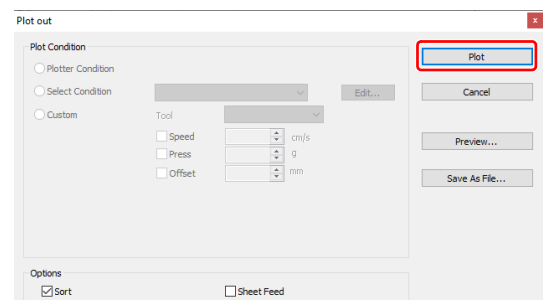 Plot out
x
Plot Condition
Plotter Condition
Select Condition
Edit...
Custom
Tool
Speed
cm/s
Press
g
Offset
mm
Plot
Cancel
Preview...
Save As File...
Options
Sort
Sheet Feed